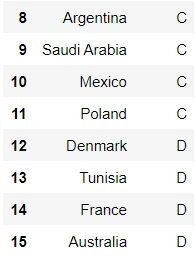 8 Argentina C
9 Saudi Arabia C
10 Mexico C
11 Poland C
12 Denmark D
13 Tunisia D
14 France D
15 Australia D